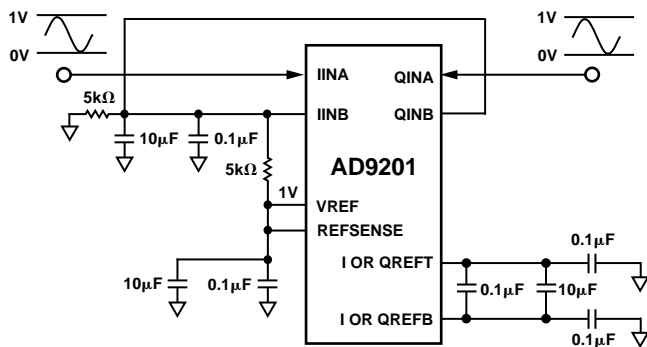 1V
0V
1V
0V
IINA
QINA
5kΩ
IINB
QINB
10µF
0.1µF
5kΩ
AD9201
1V
VREF
REFSENSE
0.1µF
10µF
0.1µF
I OR QREFT
0.1µF
10µF
I OR QREFB
0.1µF